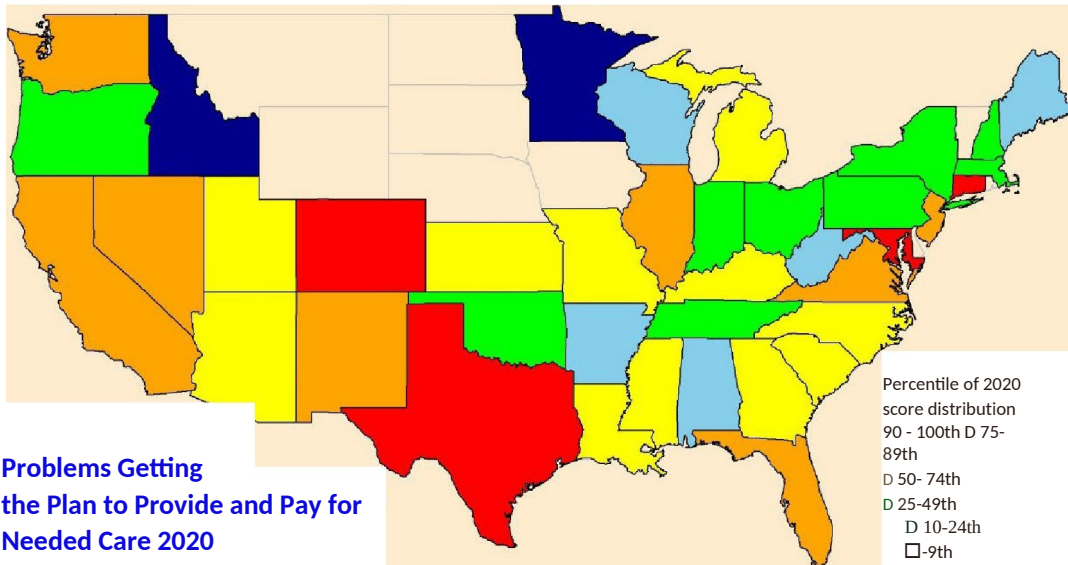 Problems Getting
the Plan to Provide and Pay for
Needed Care 2020
Percentile of 2020
score distribution
90 - 100th D 75-
89th
D 50- 74th
D 25-49th
D 10-24th
☐-9th